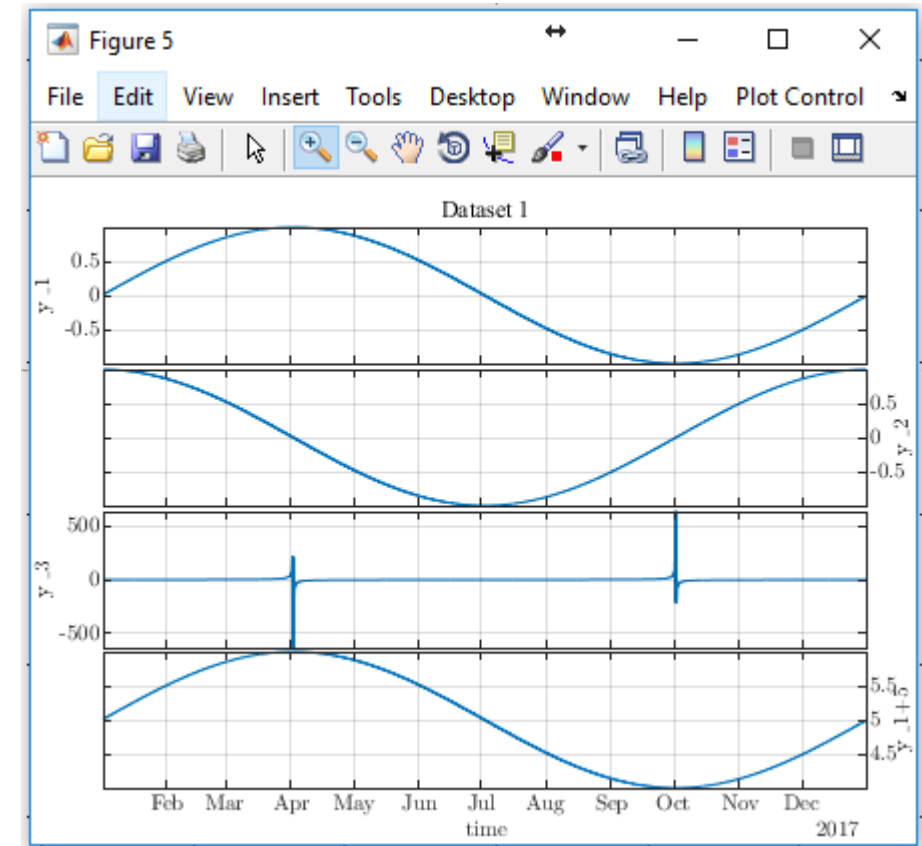 Figure 5
File Edit View Insert Tools Desktop Window Help Plot Control
Dataset 1
0.5
0
-0.5
y_1
0.5
0
-0.5
y_2
500
0
-500
y_3
5.5
5
4.5
y_1+5
Feb Mar Apr May Jun Jul Aug Sep Oct Nov Dec
time
2017